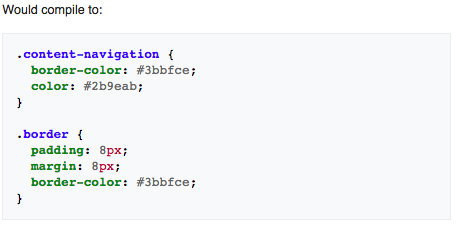 Would compile to:
.content-navigation {
  border-color: #3bbfce;
  color: #2b9eab;
}
.border {
  padding: 8px;
  margin: 8px;
  border-color: #3bbfce;
}